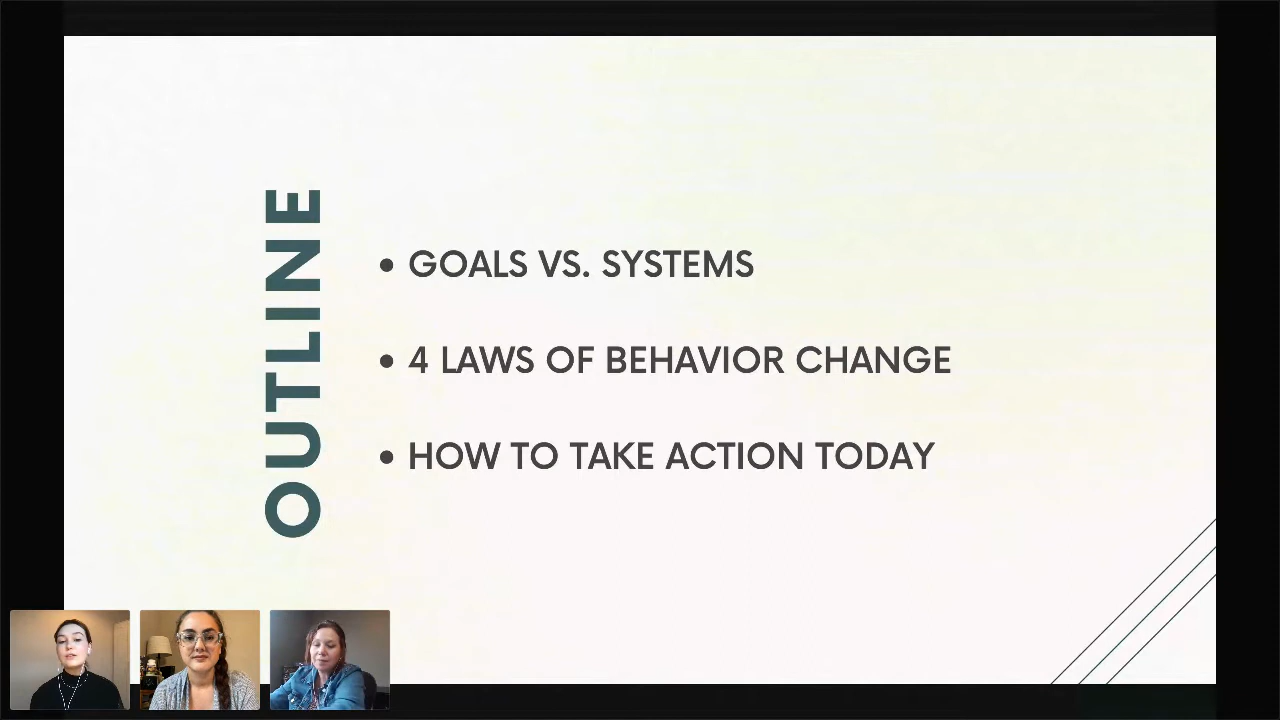 OUTLINE
• GOALS VS. SYSTEMS
• 4 LAWS OF BEHAVIOR CHANGE
• HOW TO TAKE ACTION TODAY